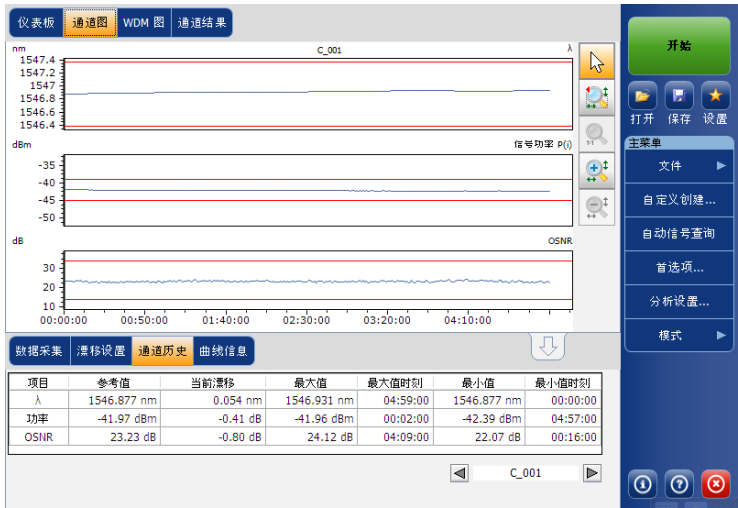 仪表板 通道图 WDM 图 通道结果
nm C_001 λ
1547.4
1547.2
1547
1546.8
1546.6
1546.4
dBm 信号功率 P(i)
-35
-40
-45
-50
dB OSNR
30
20
10
00:00:00 00:50:00 01:40:00 02:30:00 03:20:00 04:10:00
1:1
数据采集 漂移设置 通道历史 曲线信息
项目 参考值 当前漂移 最大值 最大值时刻 最小值 最小值时刻
λ 1546.877 nm 0.054 nm 1546.931 nm 04:59:00 1546.877 nm 00:00:00
功率 -41.97 dBm -0.41 dB -41.96 dBm 00:02:00 -42.39 dBm 04:57:00
OSNR 23.23 dB -0.80 dB 24.12 dB 04:09:00 22.07 dB 00:16:00
C_001
开始
打开 保存 设置
主菜单
文件
自定义创建...
自动信号查询
首选项...
分析设置...
模式